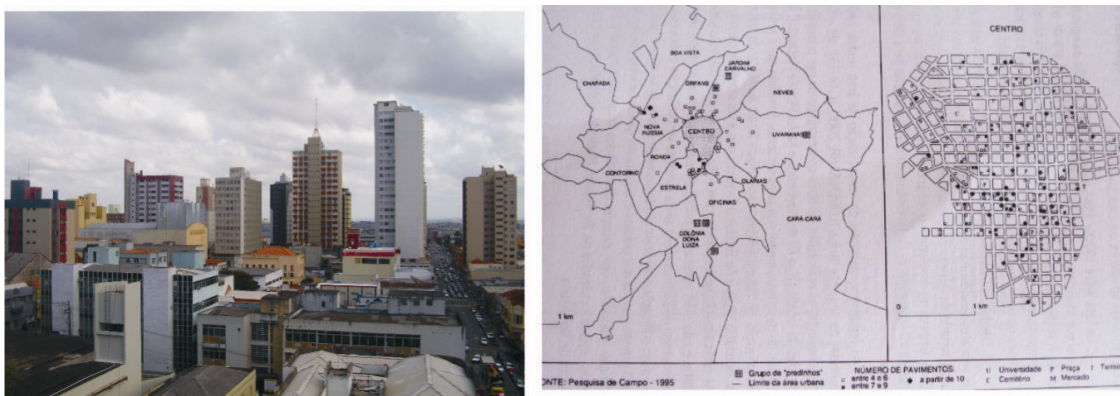 BOA VISTA
JARDIM
CARVALHO
CHAPADA
ÓRFÃS
NEVES
NOVA
RÚSSIA
CENTRO
UVARANAS
RONDA
CONTORNO
ESTRELA
OLARIAS
OFICINAS
CARÁ-CARÁ
COLÔNIA
DONA
LUIZA
1 km
CENTRO
C
0 1 km
ONTE: Pesquisa de Campo - 1995
Grupo de "predinhos"
Limite da área urbana
NÚMERO DE PAVIMENTOS
entre 4 e 6
entre 7 e 9
a partir de 10
U Universidade P Praça T Termi
C Cemitério M Mercado